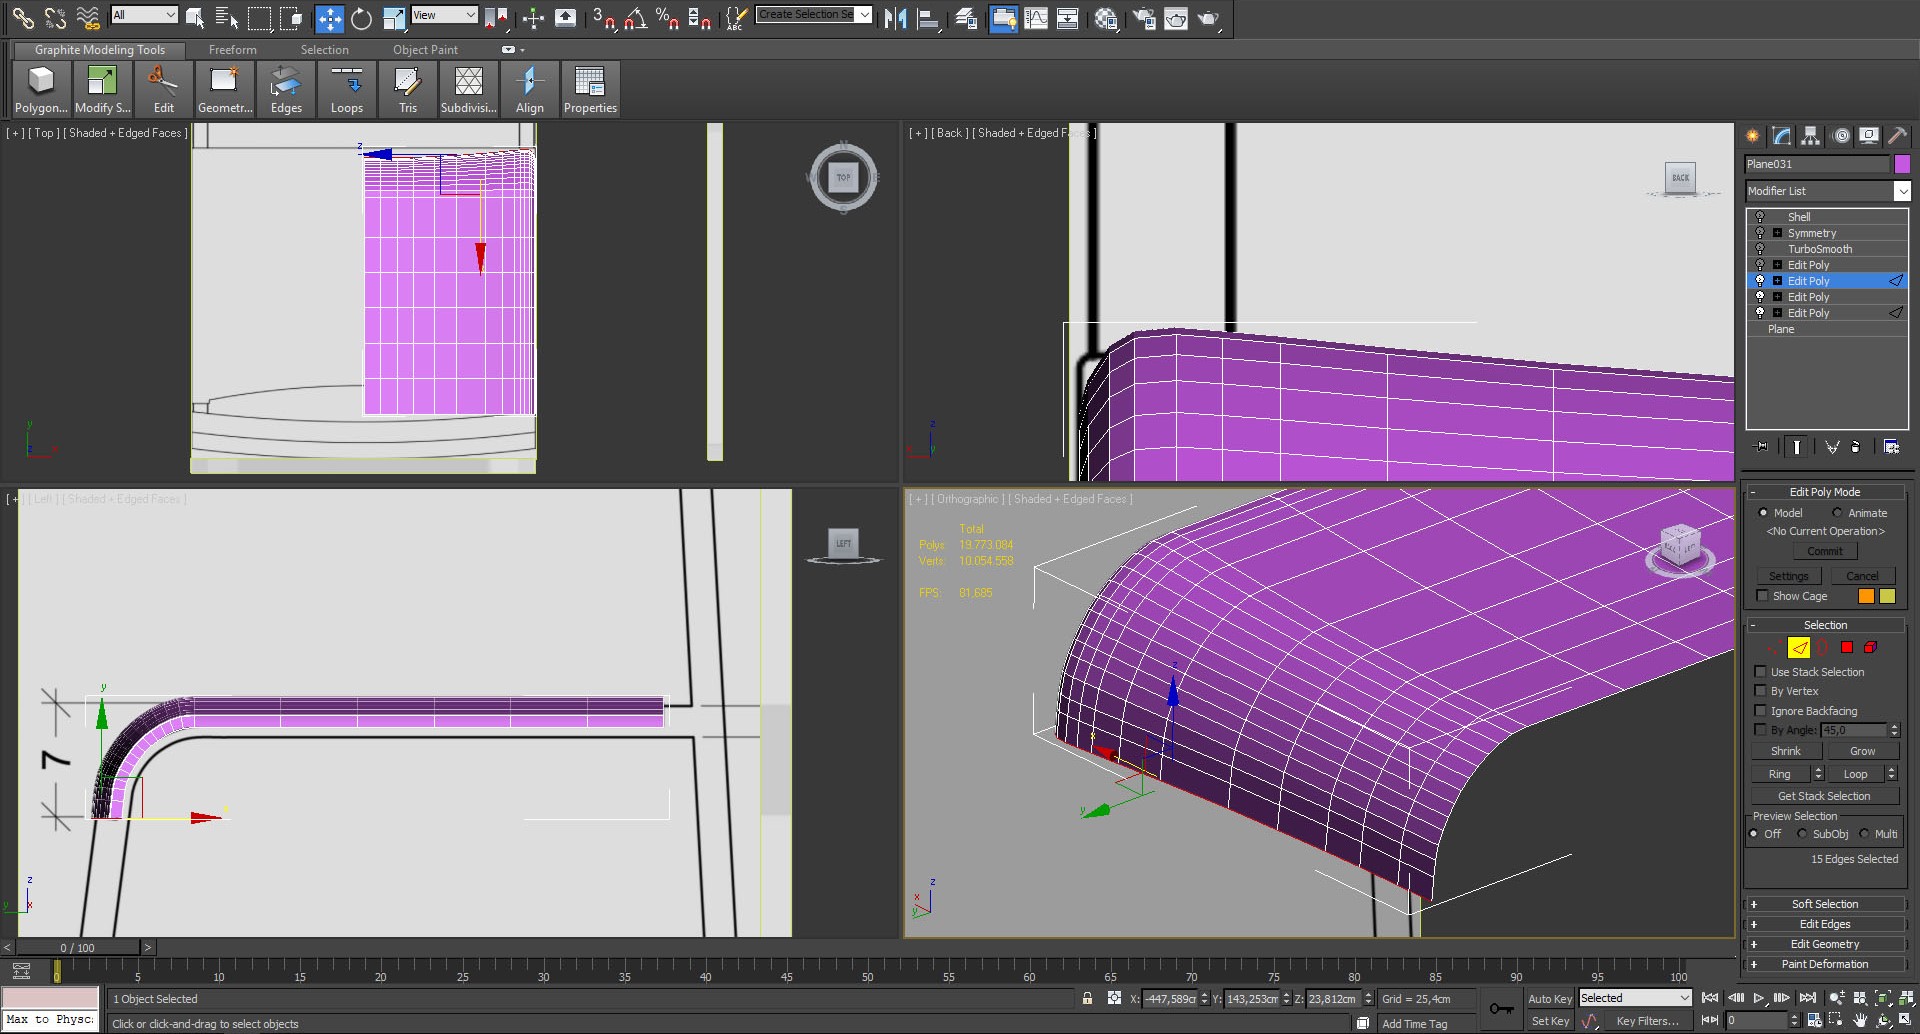 All
View
3
%
ABC
Create Selection Se
Graphite Modeling Tools
Freeform
Selection
Object Paint
Polygon...
Modify S...
Edit
Geometr...
Edges
Loops
Tris
Subdivisi...
Align
Properties
[ + ] [ Top ] [ Shaded + Edged Faces ]
z
TOP
S
y
[ + ] [ Back ] [ Shaded + Edged Faces ]
BACK
z
Plane031
Modifier List
Shell
Symmetry
TurboSmooth
Edit Poly
Edit Poly
Edit Poly
Edit Poly
Plane
[ + ] [ Left ] [ Shaded + Edged Faces ]
LEFT
y
7
z
y
x
[ + ] [ Orthographic ] [ Shaded + Edged Faces ]
Total
Polys: 19.773.084
Verts: 10.054.558
FPS: 81,685
z
x
y
z
x
y
- Edit Poly Mode
Model
Animate
<No Current Operation>
Commit
Settings
Cancel
Show Cage
- Selection
Use Stack Selection
By Vertex
Ignore Backfacing
By Angle: 45,0
Shrink
Grow
Ring
Loop
Get Stack Selection
Preview Selection
Off
SubObj
Multi
15 Edges Selected
+ Soft Selection
+ Edit Edges
+ Edit Geometry
+ Paint Deformation
< 0 / 100 >
0 5 10 15 20 25 30 35 40 45 50 55 60 65 70 75 80 85 90 95 100
1 Object Selected
X: -447,589cm
Y: 143,253cm
Z: 23,812cm
Grid = 25,4cm
Auto Key
Selected
Max to Physc:
Click or click-and-drag to select objects
Add Time Tag
Set Key
Key Filters...
0